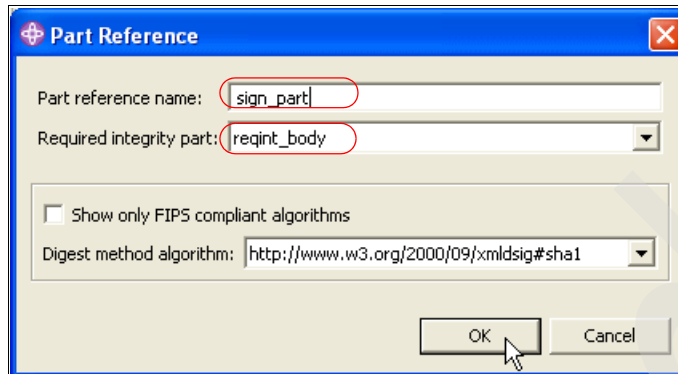 Part Reference
Part reference name: sign_part
Required integrity part: reqint_body
Show only FIPS compliant algorithms
Digest method algorithm: http://www.w3.org/2000/09/xmldsig#sha1
OK Cancel